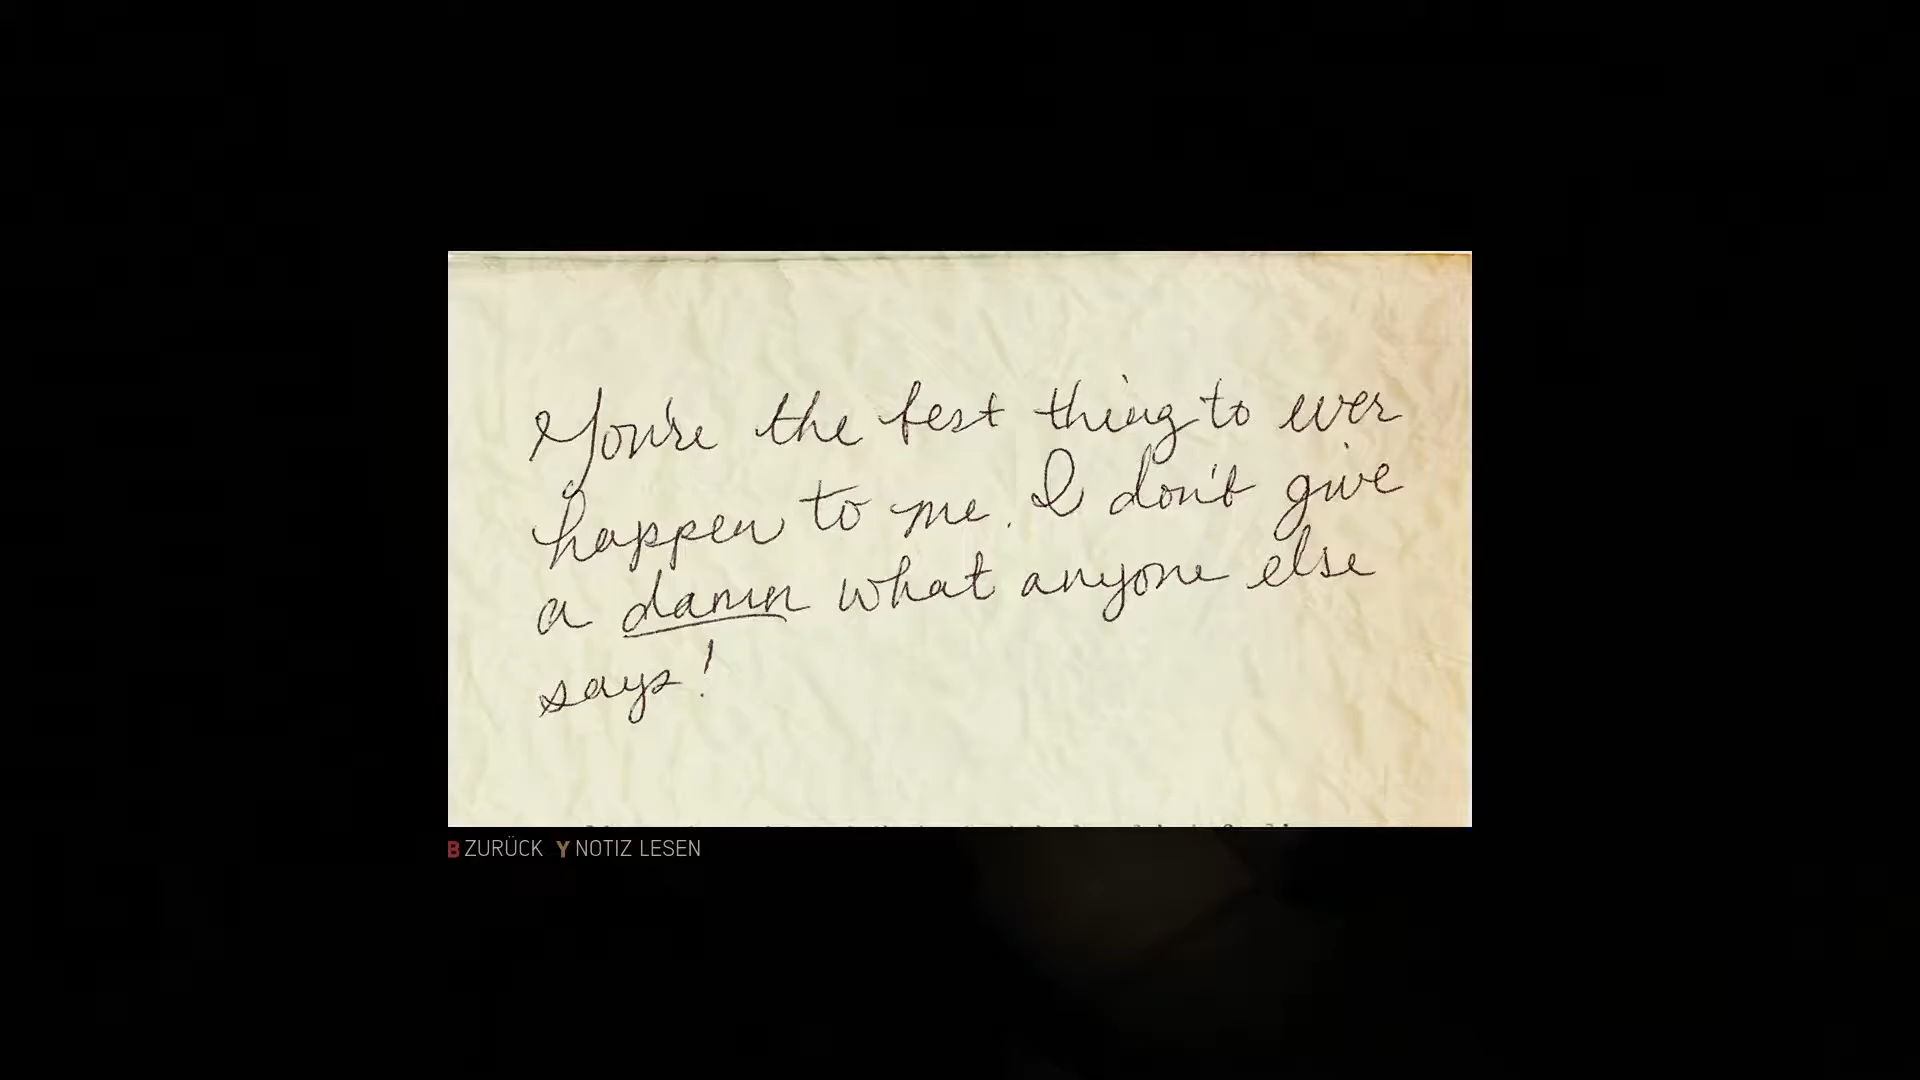 You're the best thing to ever
happen to me. I don't give
a damn what anyone else
says!
B ZURÜCK Y NOTIZ LESEN